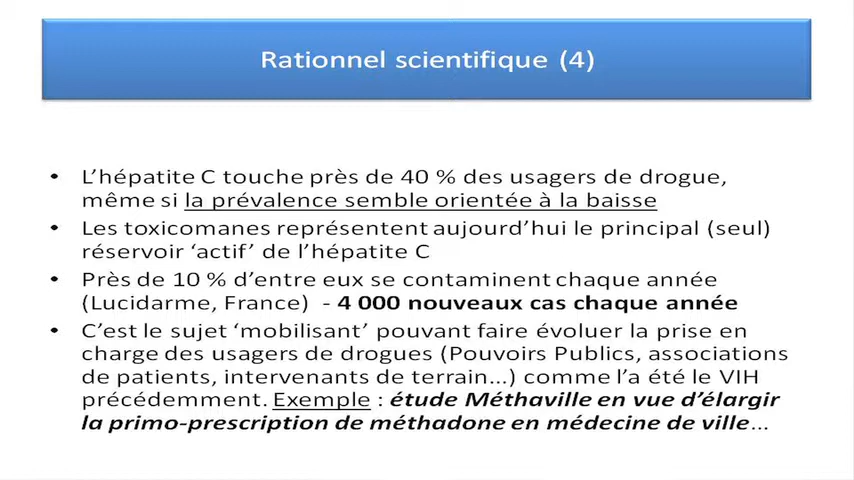 Rationnel scientifique (4)
• L'hépatite C touche près de 40 % des usagers de drogue,
même si la prévalence semble orientée à la baisse
• Les toxicomanes représentent aujourd'hui le principal (seul)
réservoir 'actif' de l'hépatite C
• Près de 10 % d'entre eux se contaminent chaque année
(Lucidarme, France) - 4 000 nouveaux cas chaque année
• C'est le sujet 'mobilisant' pouvant faire évoluer la prise en
charge des usagers de drogues (Pouvoirs Publics, associations
de patients, intervenants de terrain...) comme l'a été le VIH
précédemment. Exemple : étude Méthaville en vue d'élargir
la primo-prescription de méthadone en médecine de ville...